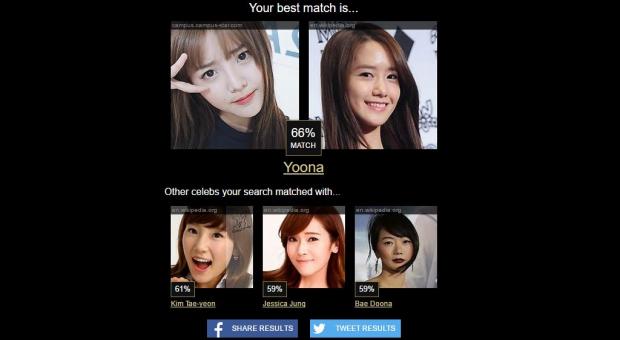 Your best match is...
campus.campus-star.com
en.wikipedia.org
66%
MATCH
Yoona
Other celebs your search matched with...
en.wikipedia.org
en.wikipedia.org
en.wikipedia.org
61%
59%
59%
Kim Tae-yeon
Jessica Jung
Bae Doona
f SHARE RESULTS
TWEET RESULTS